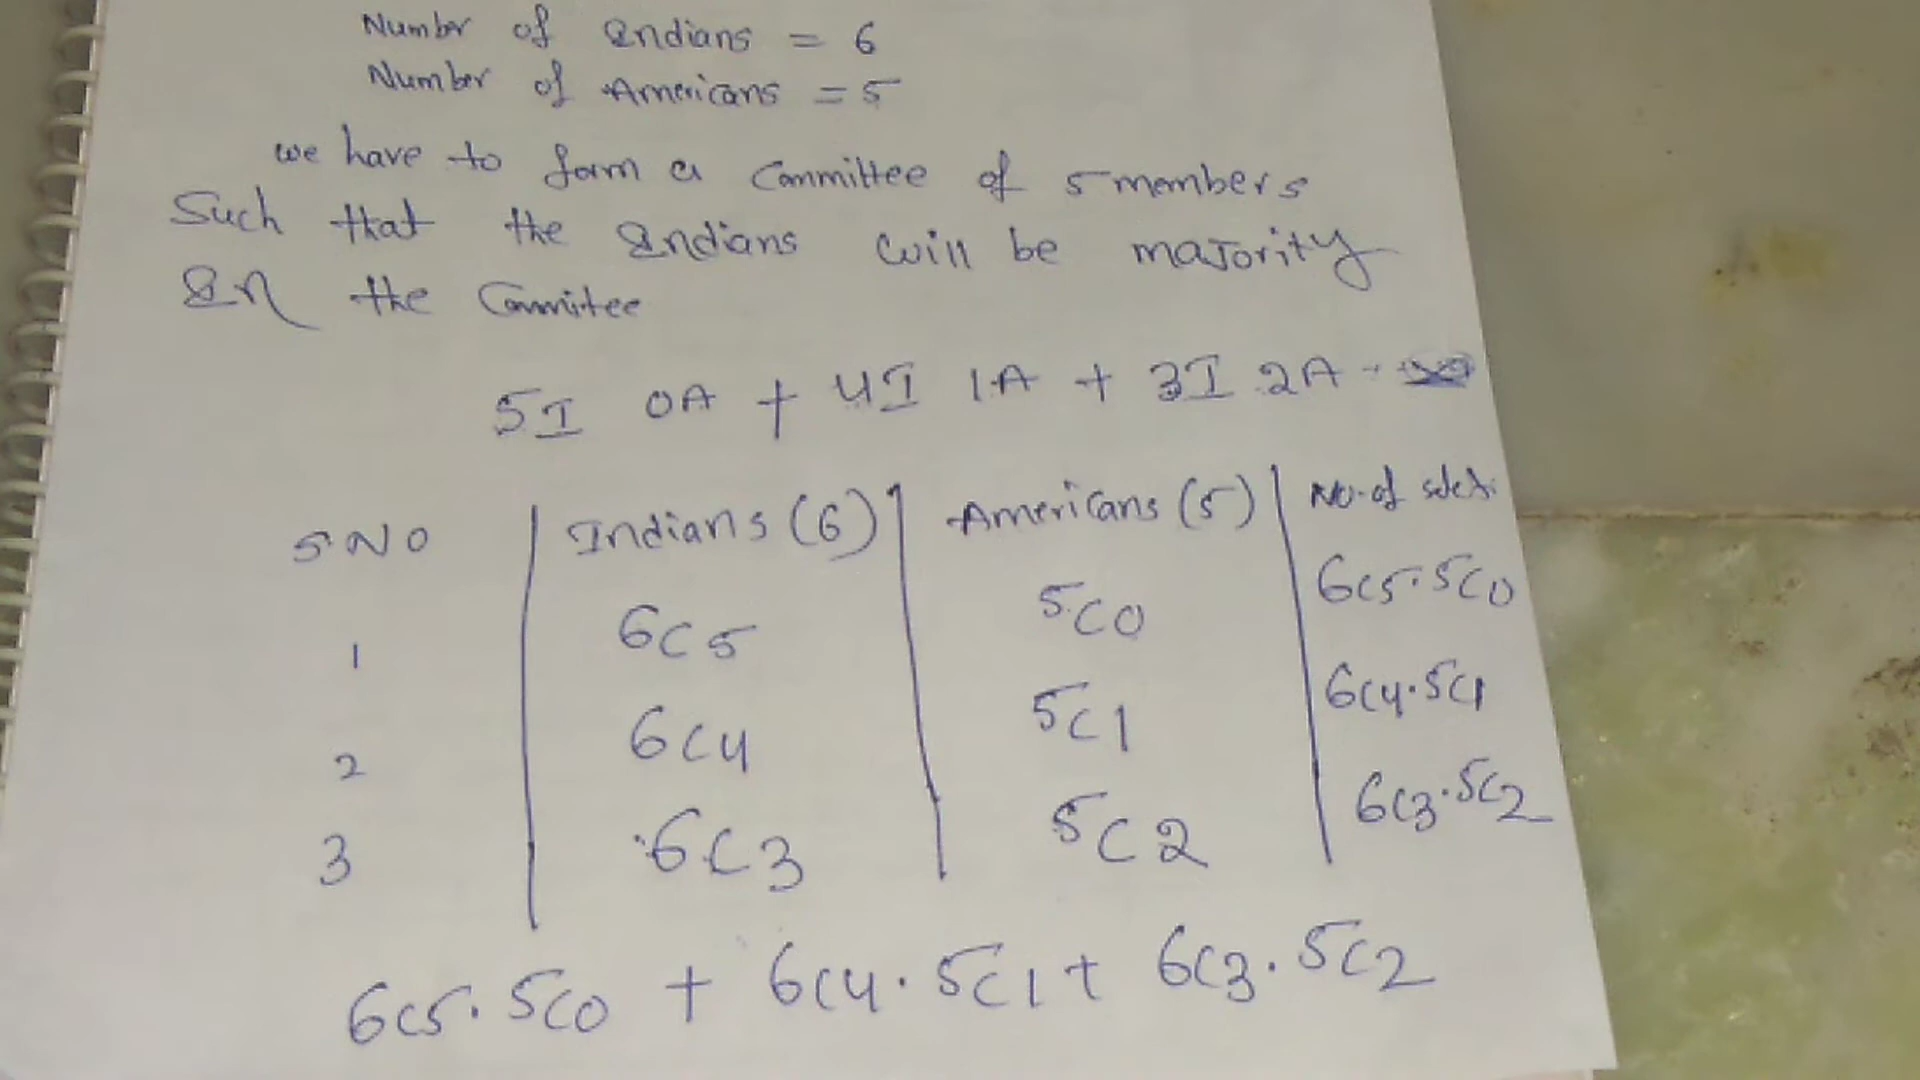 Number of Indians = 6
Number of Americans = 5
we have to form a Committee of 5 members
Such that the Indians will be majority
In the Commitee
5I 0A + 4I 1A + 3I 2A
SNO Indians (6) Americans (5) No. of selct.
1 6C5 5C0 6C5·5C0
2 6C4 5C1 6C4·5C1
3 6C3 5C2 6C3·5C2
6C5·5C0 + 6C4·5C1 + 6C3·5C2